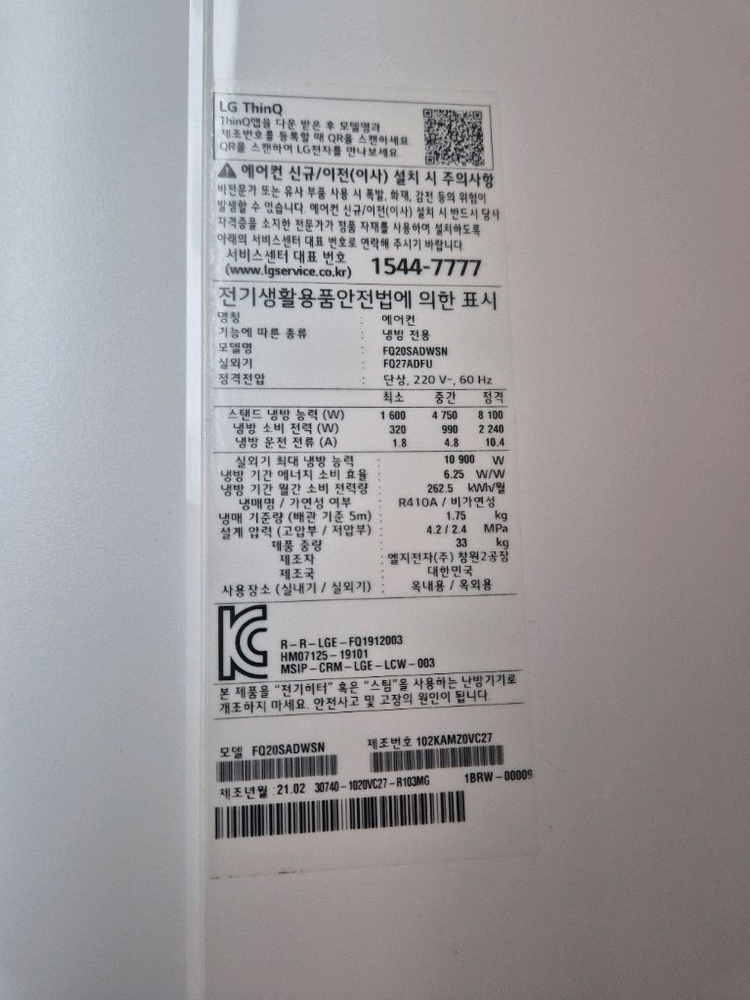 LG ThinQ
ThinQ앱을 다운 받은 후 모델명과
제조번호를 등록할 때 QR을 스캔하세요.
QR을 스캔하여 LG전자를 만나보세요.
에어컨 신규/이전(이사) 설치 시 주의사항
비전문가 또는 유사 부품 사용 시 폭발, 화재, 감전 등의 위험이
발생할 수 있습니다. 에어컨 신규/이전(이사) 설치 시 반드시 당사
자격증을 소지한 전문가가 정품 자재를 사용하여 설치하도록
아래의 서비스센터 대표 번호로 연락해 주시기 바랍니다.
서비스센터 대표 번호
(www.lgservice.co.kr) 1544-7777
전기생활용품안전법에 의한 표시
명칭 : 에어컨
기능에 따른 종류 : 냉방 전용
모델명 : FQ20SADWSN
실외기 : FQ27ADFU
정격전압 : 단상, 220 V~, 60 Hz
최소 중간 정격
스탠드 냉방 능력 (W) 1 600 4 750 8 100
냉방 소비 전력 (W) 320 990 2 240
냉방 운전 전류 (A) 1.8 4.8 10.4
실외기 최대 냉방 능력 : 10 900 W
냉방 기간 에너지 소비 효율 : 6.25 W/W
냉방 기간 월간 소비 전력량 : 262.5 kWh/월
냉매명 / 가연성 여부 : R410A / 비가연성
냉매 기준량 (배관 기준 5m) : 1.75 kg
설계 압력 (고압부 / 저압부) : 4.2 / 2.4 MPa
제품 중량 : 33 kg
제조자 : 엘지전자(주) 창원2공장
제조국 : 대한민국
사용장소 (실내기 / 실외기) : 옥내용 / 옥외용
R-R-LGE-FQ1912003
HM07125-19101
MSIP-CRM-LGE-LCW-003
본 제품을 "전기히터" 혹은 "스팀"을 사용하는 난방기기로
개조하지 마세요. 안전사고 및 고장의 원인이 됩니다.
모델 FQ20SADWSN 제조번호 102KAMZ0VC27
제조년월 : 21.02 30740-1020VC27-R103MG 1BRW-00009